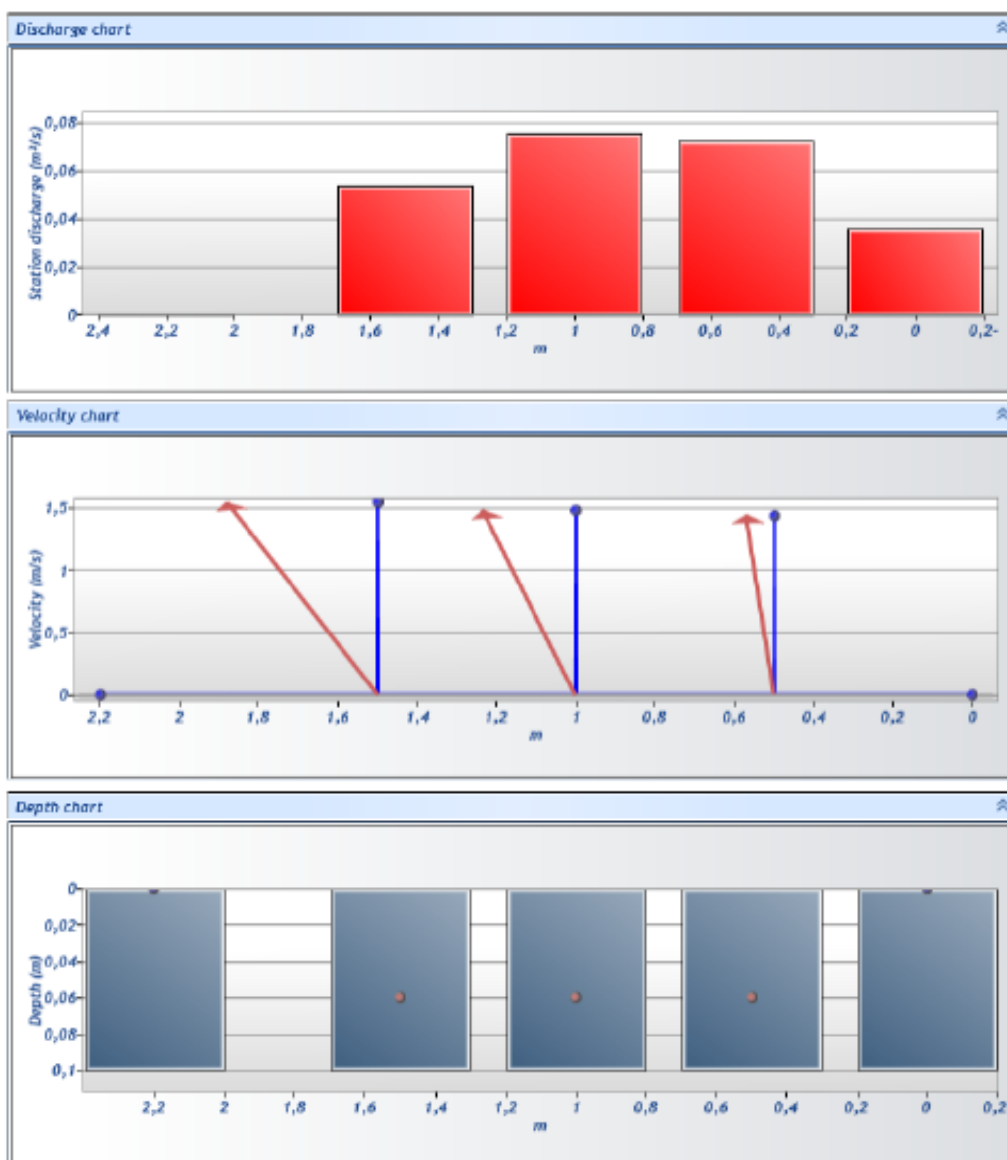 Discharge chart
Station discharge (m³/s)
0,08
0,06
0,04
0,02
0
2,4 2,2 2 1,8 1,6 1,4 1,2 1 0,8 0,6 0,4 0,2 0 0,2-
m
Velocity chart
Velocity (m/s)
1,5
1
0,5
0
2,2 2 1,8 1,6 1,4 1,2 1 0,8 0,6 0,4 0,2 0
m
Depth chart
Depth (m)
0
0,02
0,04
0,06
0,08
0,1
2,2 2 1,8 1,6 1,4 1,2 1 0,8 0,6 0,4 0,2 0 0,2
m